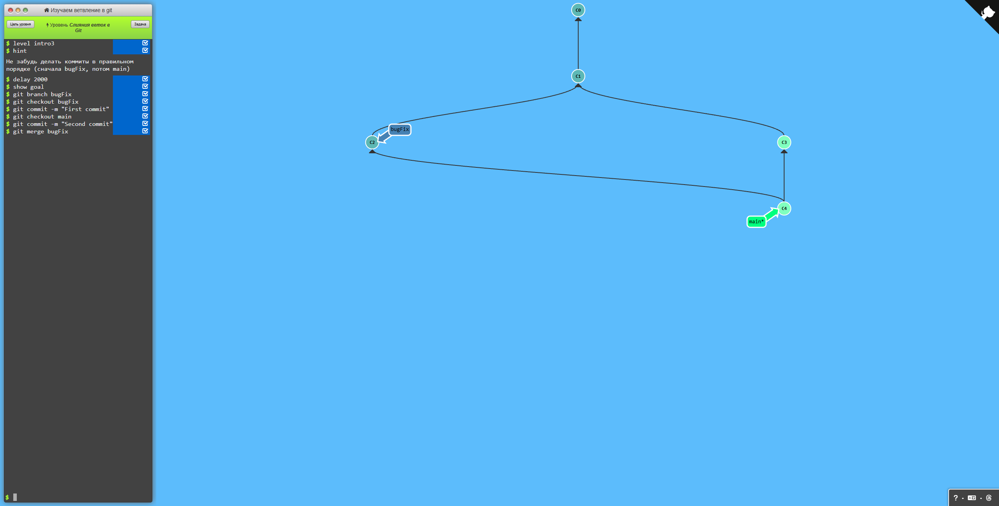 Изучаем ветвление в git
Цель уровня
Уровень Слияния веток в
Git
Задача
$ level intro3
$ hint
Не забудь делать коммиты в правильном
порядке (сначала bugFix, потом main)
$ delay 2000
$ show goal
$ git branch bugFix
$ git checkout bugFix
$ git commit -m "First commit"
$ git checkout main
$ git commit -m "Second commit"
$ git merge bugFix
$
C0
C1
bugFix
C2
C3
C4
main*
?